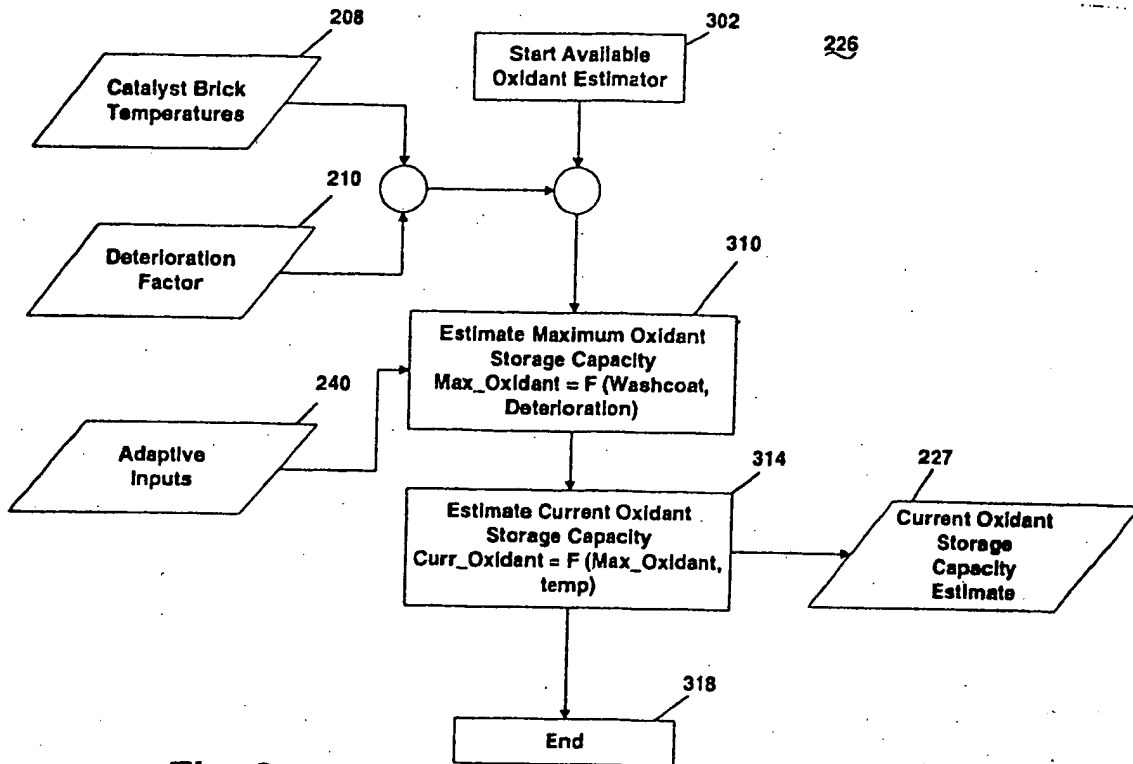 208
302
226
Start Available
Oxidant Estimator
Catalyst Brick
Temperatures
210
Deterioration
Factor
310
Estimate Maximum Oxidant
Storage Capacity
Max_Oxidant = F (Washcoat,
Deterioration)
240
Adaptive
Inputs
314
227
Estimate Current Oxidant
Storage Capacity
Curr_Oxidant = F (Max_Oxidant,
temp)
Current Oxidant
Storage
Capacity
Estimate
318
End